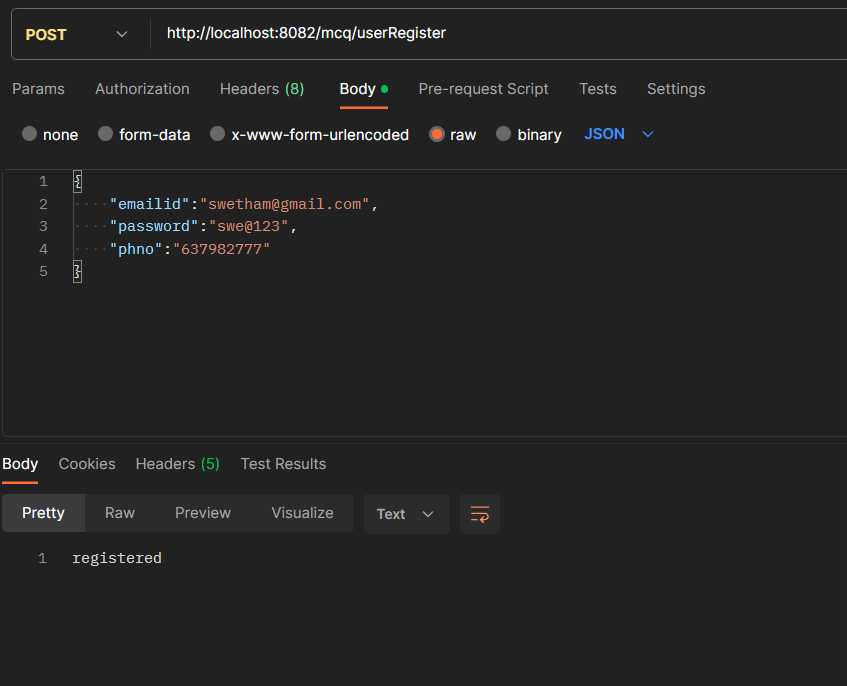 POST http://localhost:8082/mcq/userRegister
Params Authorization Headers (8) Body Pre-request Script Tests Settings
none form-data x-www-form-urlencoded raw binary JSON
1 {
2 "emailid":"swetham@gmail.com",
3 "password":"swe@123",
4 "phno":"637982777"
5 }
Body Cookies Headers (5) Test Results
Pretty Raw Preview Visualize Text
1 registered